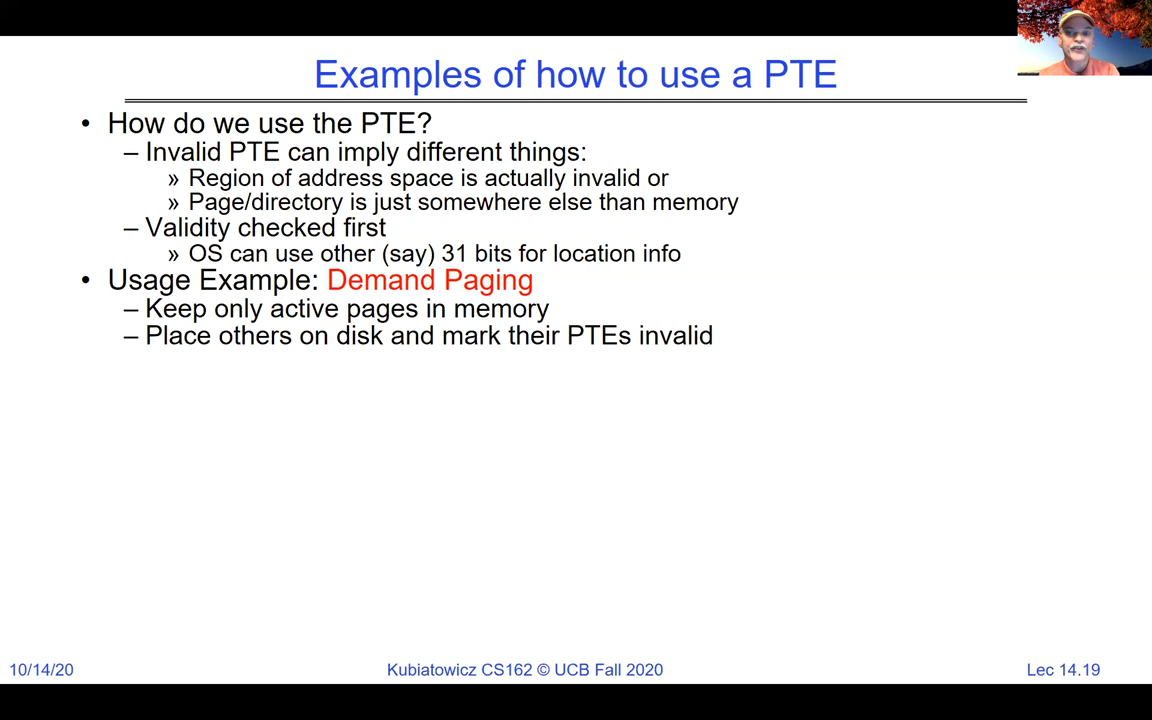 Examples of how to use a PTE
• How do we use the PTE?
– Invalid PTE can imply different things:
» Region of address space is actually invalid or
» Page/directory is just somewhere else than memory
– Validity checked first
» OS can use other (say) 31 bits for location info
• Usage Example: Demand Paging
– Keep only active pages in memory
– Place others on disk and mark their PTEs invalid
10/14/20
Kubiatowicz CS162 © UCB Fall 2020
Lec 14.19